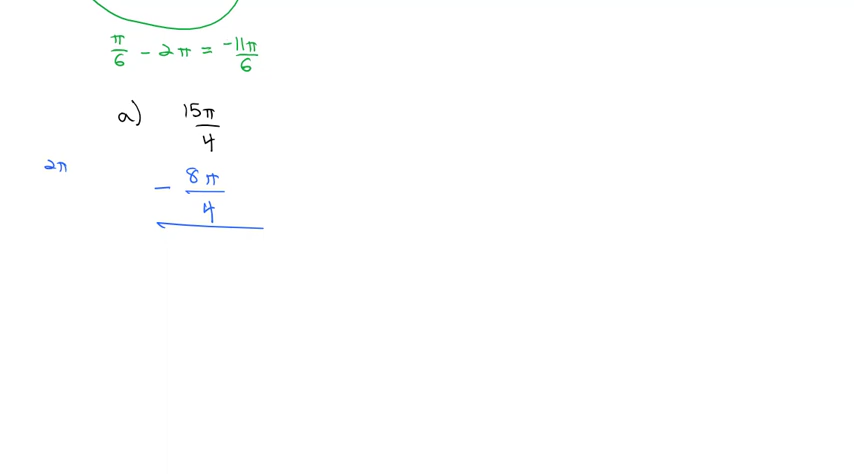 π/6 - 2π = -11π/6
a) 15π/4
2π
- 8π/4